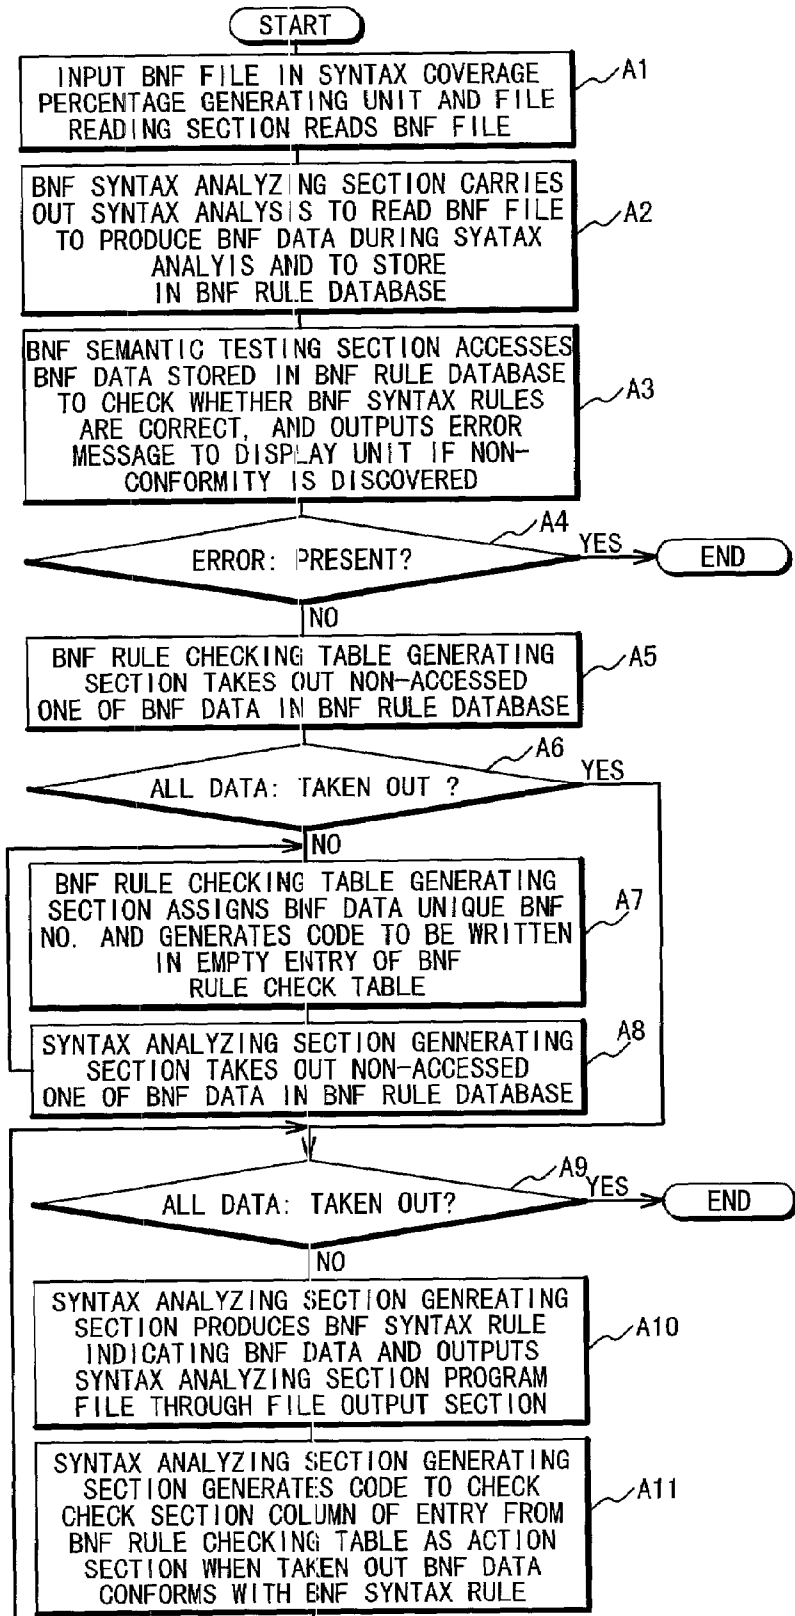 START
INPUT BNF FILE IN SYNTAX COVERAGE
PERCENTAGE GENERATING UNIT AND FILE
READING SECTION READS BNF FILE
A1
BNF SYNTAX ANALYZING SECTION CARRIES
OUT SYNTAX ANALYSIS TO READ BNF FILE
TO PRODUCE BNF DATA DURING SYATAX
ANALYIS AND TO STORE
IN BNF RULE DATABASE
A2
BNF SEMANTIC TESTING SECTION ACCESSES
BNF DATA STORED IN BNF RULE DATABASE
TO CHECK WHETHER BNF SYNTAX RULES
ARE CORRECT, AND OUTPUTS ERROR
MESSAGE TO DISPLAY UNIT IF NON-
CONFORMITY IS DISCOVERED
A3
A4
ERROR: PRESENT?
YES
END
NO
BNF RULE CHECKING TABLE GENERATING
SECTION TAKES OUT NON-ACCESSED
ONE OF BNF DATA IN BNF RULE DATABASE
A5
A6
ALL DATA: TAKEN OUT ?
YES
NO
BNF RULE CHECKING TABLE GENERATING
SECTION ASSIGNS BNF DATA UNIQUE BNF
NO. AND GENERATES CODE TO BE WRITTEN
IN EMPTY ENTRY OF BNF
RULE CHECK TABLE
A7
SYNTAX ANALYZING SECTION GENNERATING
SECTION TAKES OUT NON-ACCESSED
ONE OF BNF DATA IN BNF RULE DATABASE
A8
A9
ALL DATA: TAKEN OUT?
YES
END
NO
SYNTAX ANALYZING SECTION GENREATING
SECTION PRODUCES BNF SYNTAX RULE
INDICATING BNF DATA AND OUTPUTS
SYNTAX ANALYZING SECTION PROGRAM
FILE THROUGH FILE OUTPUT SECTION
A10
SYNTAX ANALYZING SECTION GENERATING
SECTION GENERATES CODE TO CHECK
CHECK SECTION COLUMN OF ENTRY FROM
BNF RULE CHECKING TABLE AS ACTION
SECTION WHEN TAKEN OUT BNF DATA
CONFORMS WITH BNF SYNTAX RULE
A11